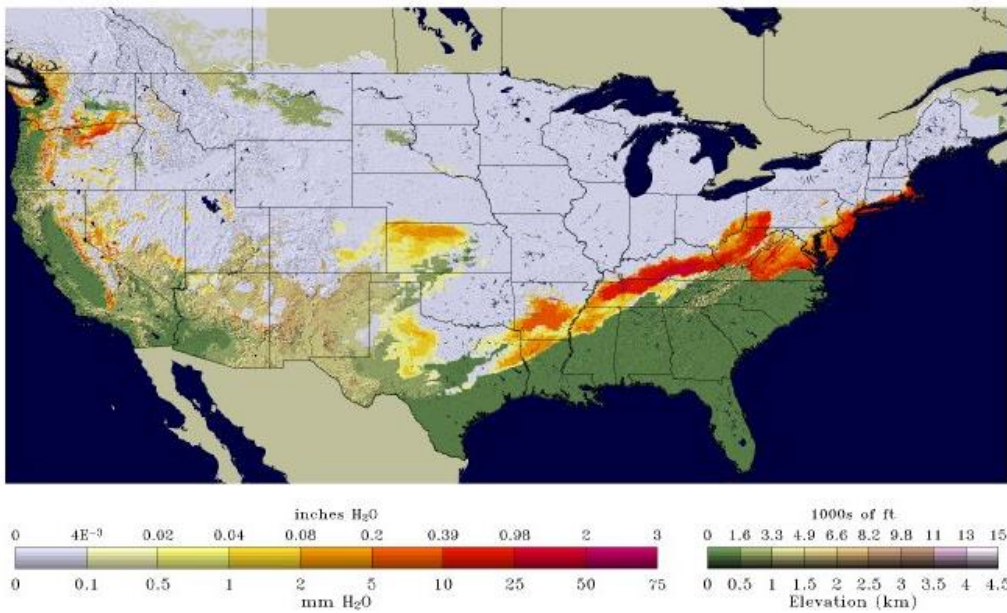 inches H₂O
0 4E⁻³ 0.02 0.04 0.08 0.2 0.39 0.98 2 3
0 0.1 0.5 1 2 5 10 25 50 75
mm H₂O
1000s of ft
0 1.6 3.3 4.9 6.6 8.2 9.8 11 13 15
0 0.5 1 1.5 2 2.5 3 3.5 4 4.5
Elevation (km)